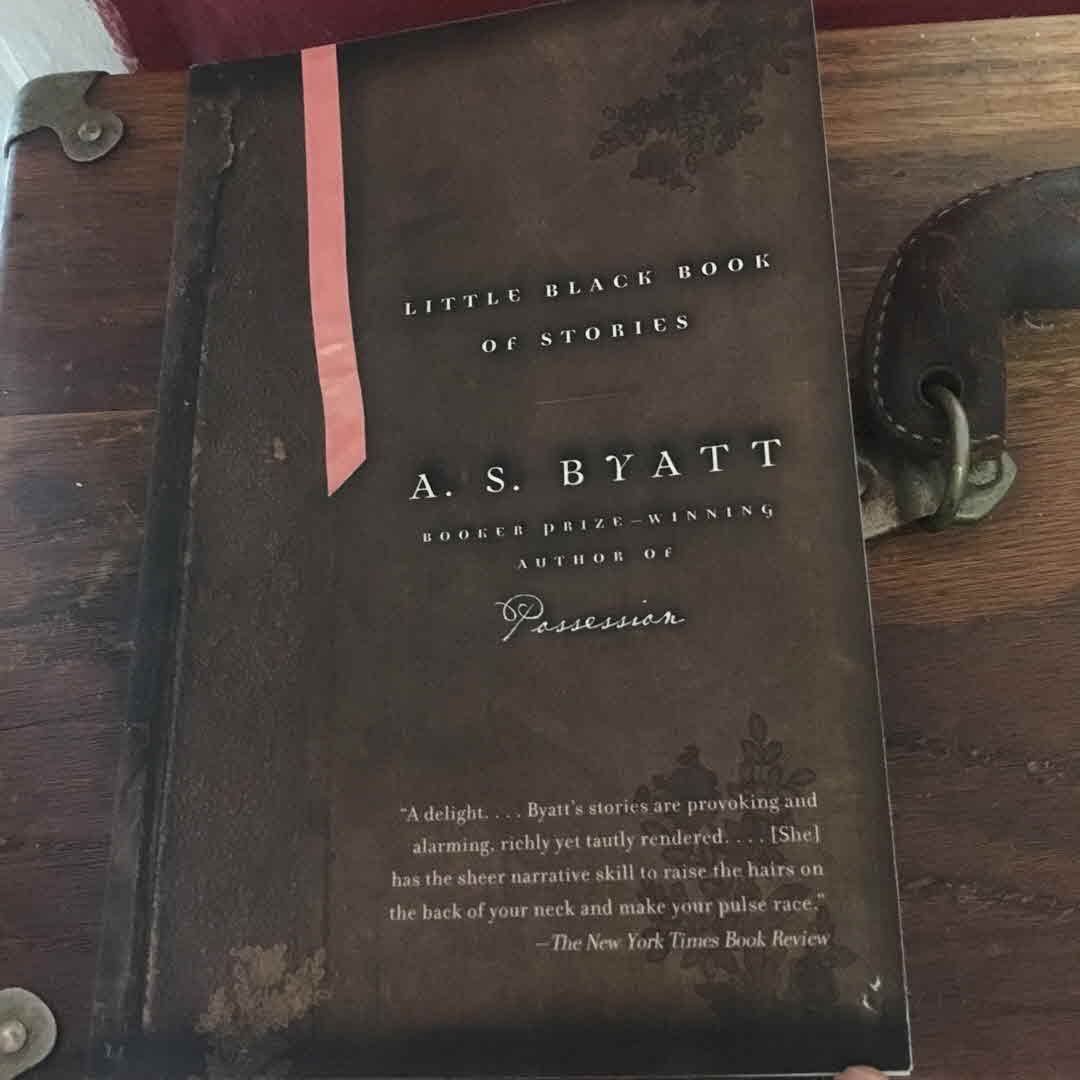 LITTLE BLACK BOOK
OF STORIES
A. S. BYATT
BOOKER PRIZE–WINNING
AUTHOR OF
Possession
“A delight. . . . Byatt’s stories are provoking and
alarming, richly yet tautly rendered. . . . [She]
has the sheer narrative skill to raise the hairs on
the back of your neck and make your pulse race.”
—The New York Times Book Review